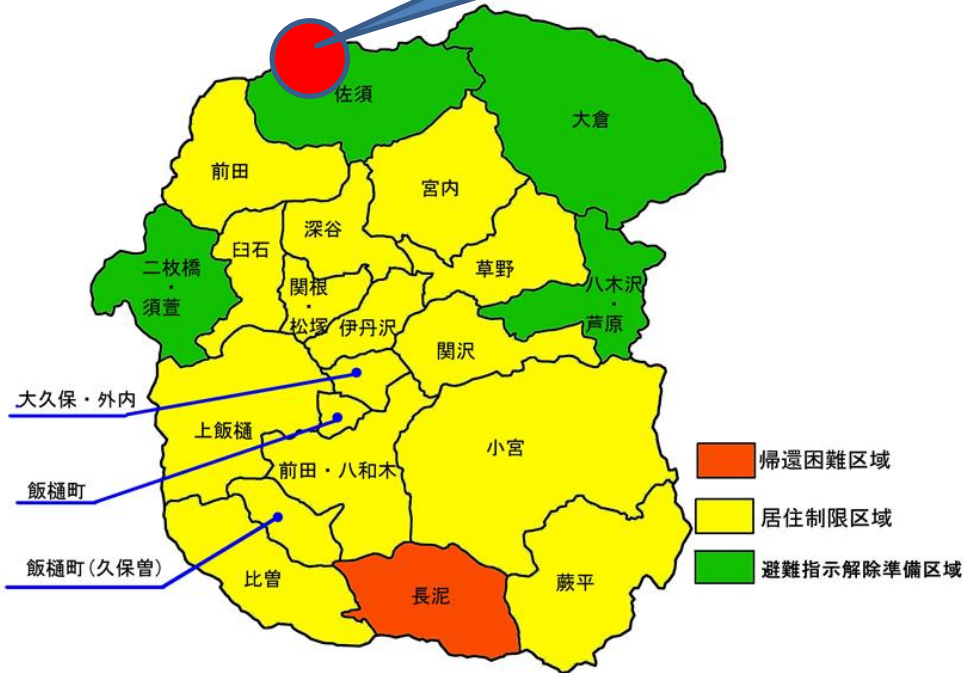 佐須
大倉
前田
宮内
深谷
臼石
草野
二枚橋
・
須萱
八木沢
・
芦原
関根
・
松塚
伊丹沢
関沢
大久保・外内
上飯樋
小宮
前田・八和木
帰還困難区域
飯樋町
居住制限区域
飯樋町(久保曽)
避難指示解除準備区域
比曽
長泥
蕨平